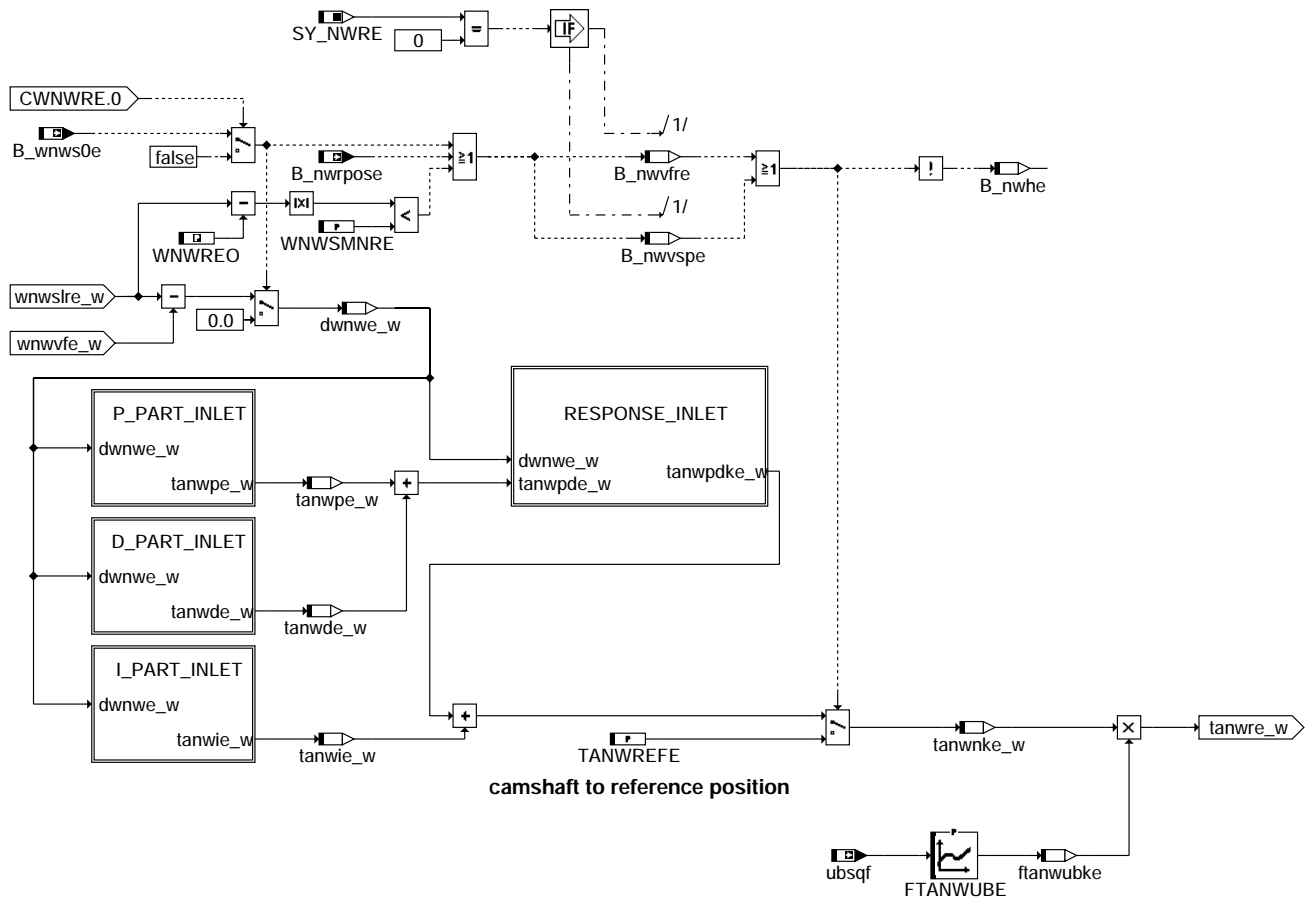 SY_NWRE
0
=
IF
CWNWRE.0
B_wnws0e
false
B_nwrpose
≥1
/1/
B_nwvfre
≥1
!
B_nwhe
-
|x|
<
P
WNWREO
P
WNWSMNRE
/1/
B_nwvspe
wnwslre_w
-
0.0
dwnwe_w
wnwvfe_w
P_PART_INLET
dwnwe_w
tanwpe_w
tanwpe_w
+
RESPONSE_INLET
dwnwe_w
tanwpde_w
tanwpdke_w
D_PART_INLET
dwnwe_w
tanwde_w
tanwde_w
I_PART_INLET
dwnwe_w
tanwie_w
tanwie_w
+
P
TANWREFE
tanwnke_w
×
tanwre_w
camshaft to reference position
ubsqf
P
FTANWUBE
ftanwubke